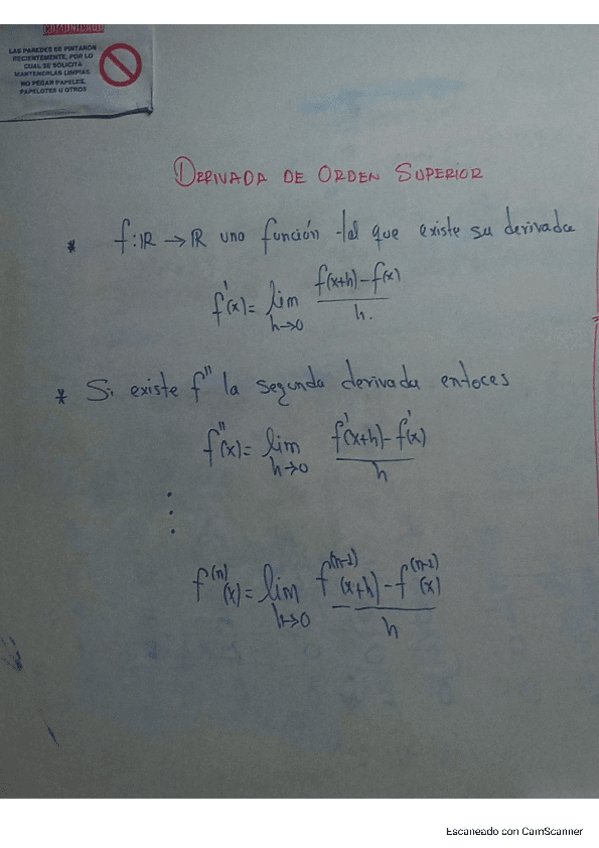 COMUNICADO
LAS PAREDES SE PINTARON
RECIENTEMENTE, POR LO
CUAL SE SOLICITA
MANTENERLAS LIMPIAS
NO PEGAR PAPELES,
PAPELOTES U OTROS
DERIVADA DE ORDEN SUPERIOR
* f: ℝ → ℝ una función tal que existe su derivada
f'(x) = lim h→0 (f(x+h) - f(x)) / h.
* Si existe f'' la segunda derivada entoces
f''(x) = lim h→0 (f'(x+h) - f'(x)) / h
⋮
f^(n)(x) = lim h→0 (f^(n-1)(x+h) - f^(n-1)(x)) / h
Escaneado con CamScanner